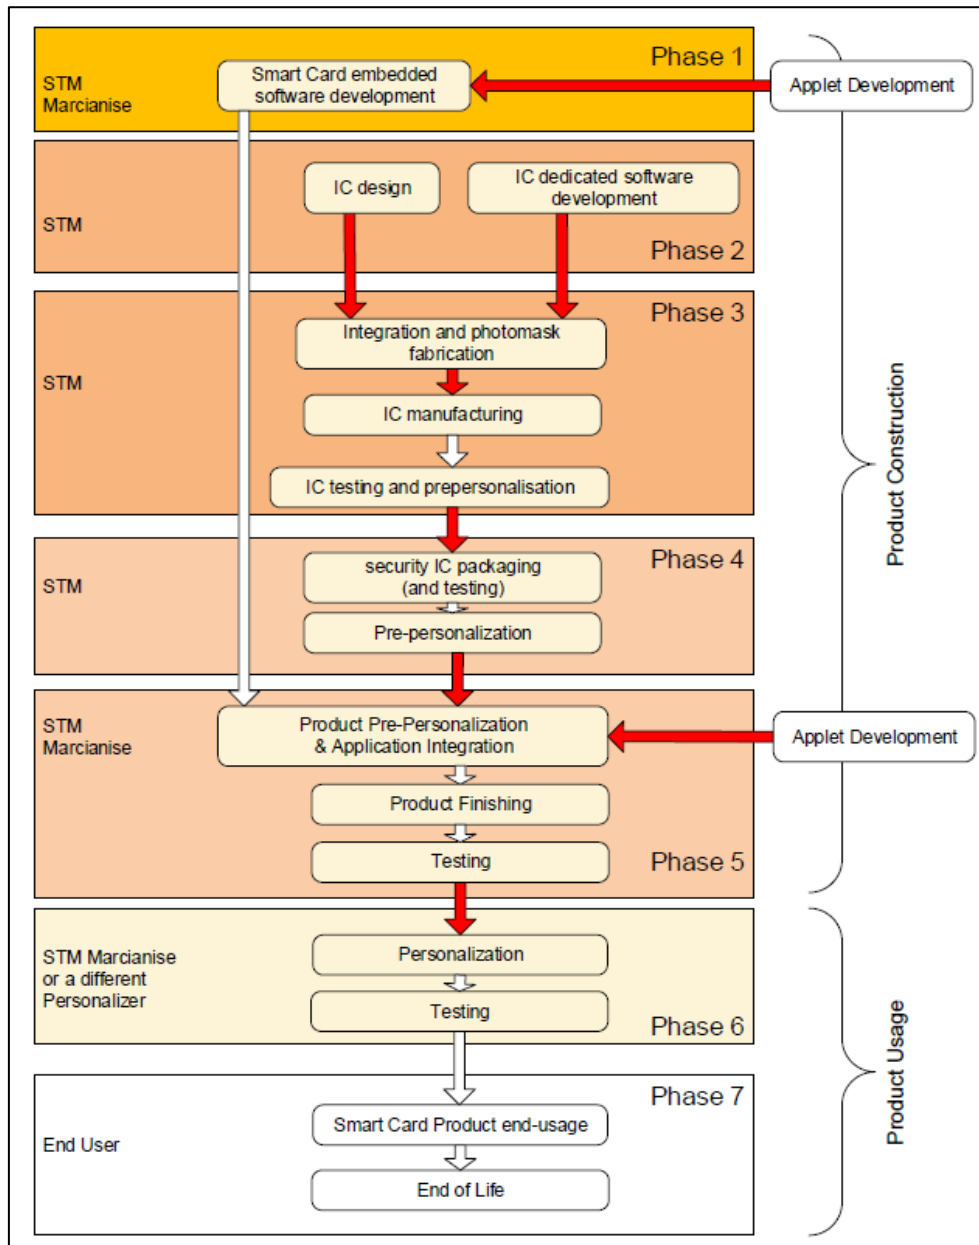 Phase 1
STM
Marcianise
Smart Card embedded
software development
Applet Development
IC design
IC dedicated software
development
STM
Phase 2
Phase 3
Integration and photomask
fabrication
STM
IC manufacturing
IC testing and prepersonalisation
Product Construction
Phase 4
security IC packaging
(and testing)
STM
Pre-personalization
STM
Marcianise
Product Pre-Personalization
& Application Integration
Applet Development
Product Finishing
Testing
Phase 5
STM Marcianise
or a different
Personalizer
Personalization
Testing
Phase 6
Product Usage
Phase 7
Smart Card Product end-usage
End User
End of Life